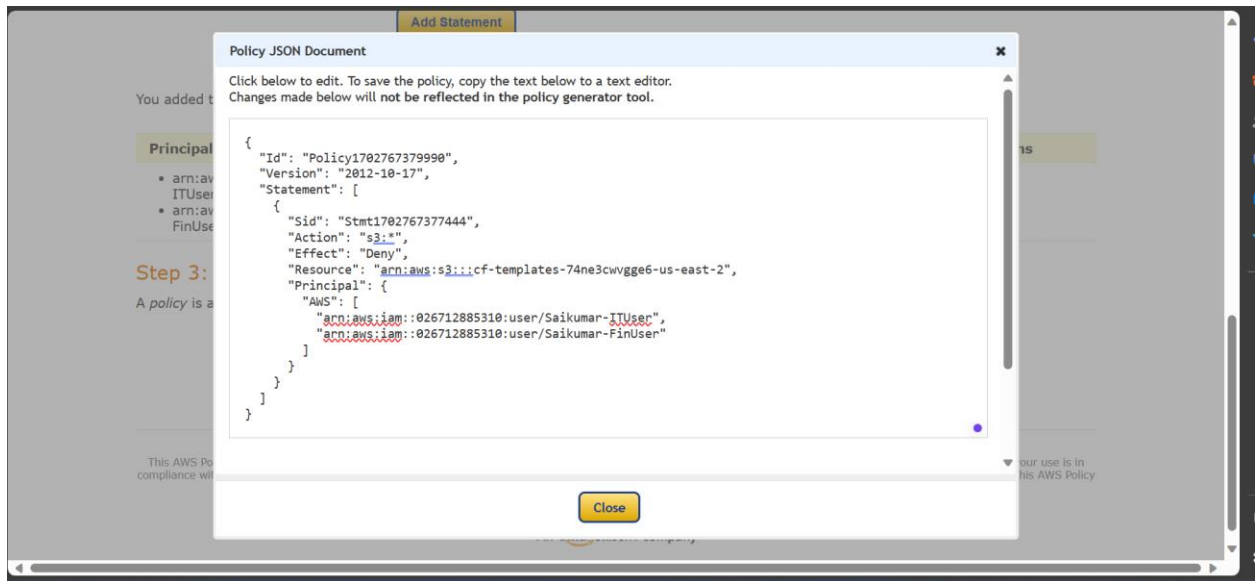 Add Statement
Policy JSON Document
Click below to edit. To save the policy, copy the text below to a text editor.
Changes made below will not be reflected in the policy generator tool.
You added t
Principal
ns
• arn:aw
ITUser
• arn:aw
FinUse
{
"Id": "Policy1702767379990",
"Version": "2012-10-17",
"Statement": [
{
"Sid": "Stmt1702767377444",
"Action": "s3:*",
"Effect": "Deny",
"Resource": "arn:aws:s3:::cf-templates-74ne3cwvgge6-us-east-2",
"Principal": {
"AWS": [
"arn:aws:iam::026712885310:user/Saikumar-ITUser",
"arn:aws:iam::026712885310:user/Saikumar-FinUser"
]
}
}
]
}
Step 3:
A policy is a
This AWS Po
our use is in
compliance wit
his AWS Policy
Close
company